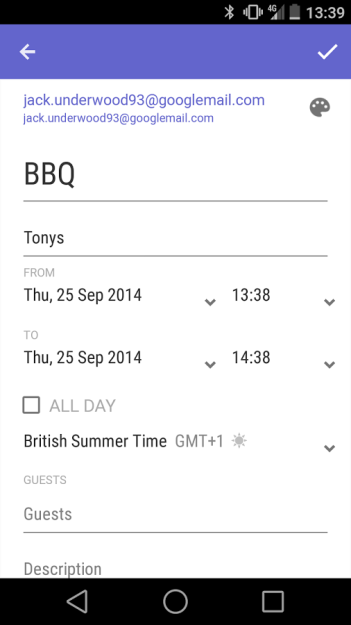 4G 13:39
jack.underwood93@googlemail.com
jack.underwood93@googlemail.com
BBQ
Tonys
FROM
Thu, 25 Sep 2014 13:38
TO
Thu, 25 Sep 2014 14:38
ALL DAY
British Summer Time GMT+1
GUESTS
Guests
Description